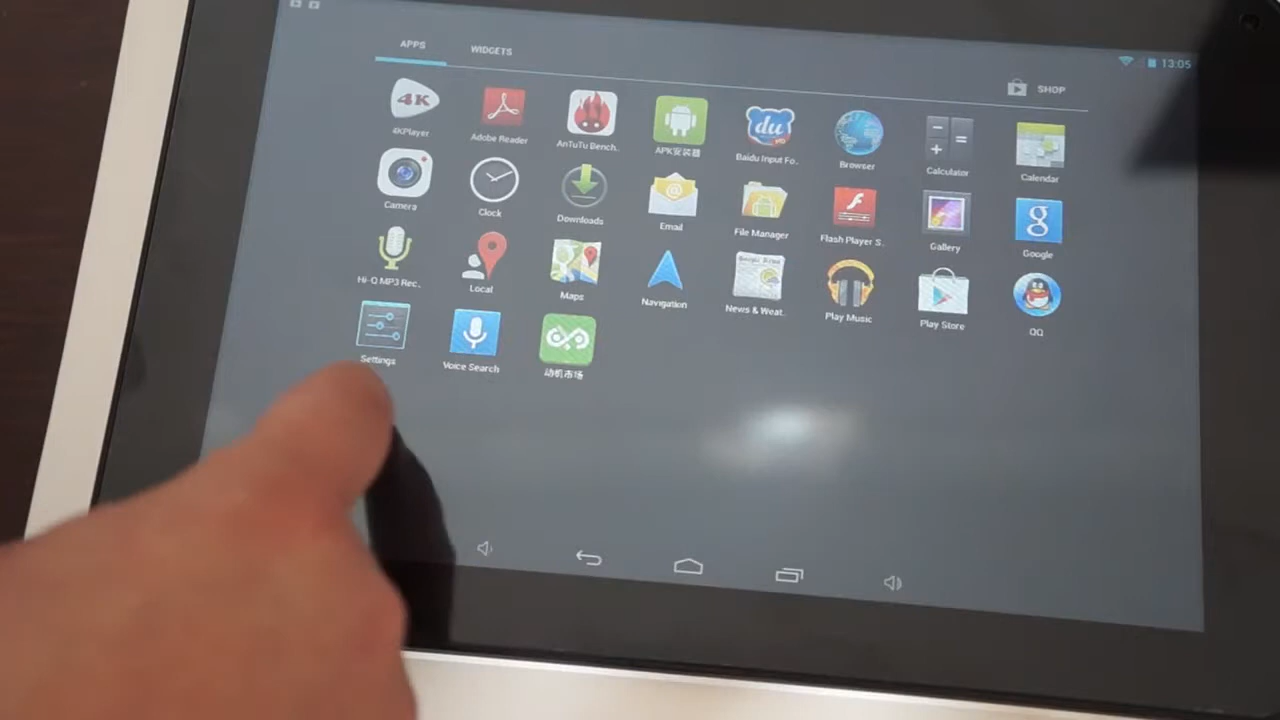 APPS WIDGETS
13:05
SHOP
4K
4KPlayer
Adobe Reader
AnTuTu Bench.
APK安装器
du
Baidu Input Fo.
Browser
Calculator
Calendar
Camera
Clock
Downloads
@
Email
File Manager
Flash Player S.
Gallery
g
Google
Hi-Q MP3 Rec.
Local
Maps
Navigation
News & Weat.
Play Music
Play Store
QQ
Settings
Voice Search
动机市场